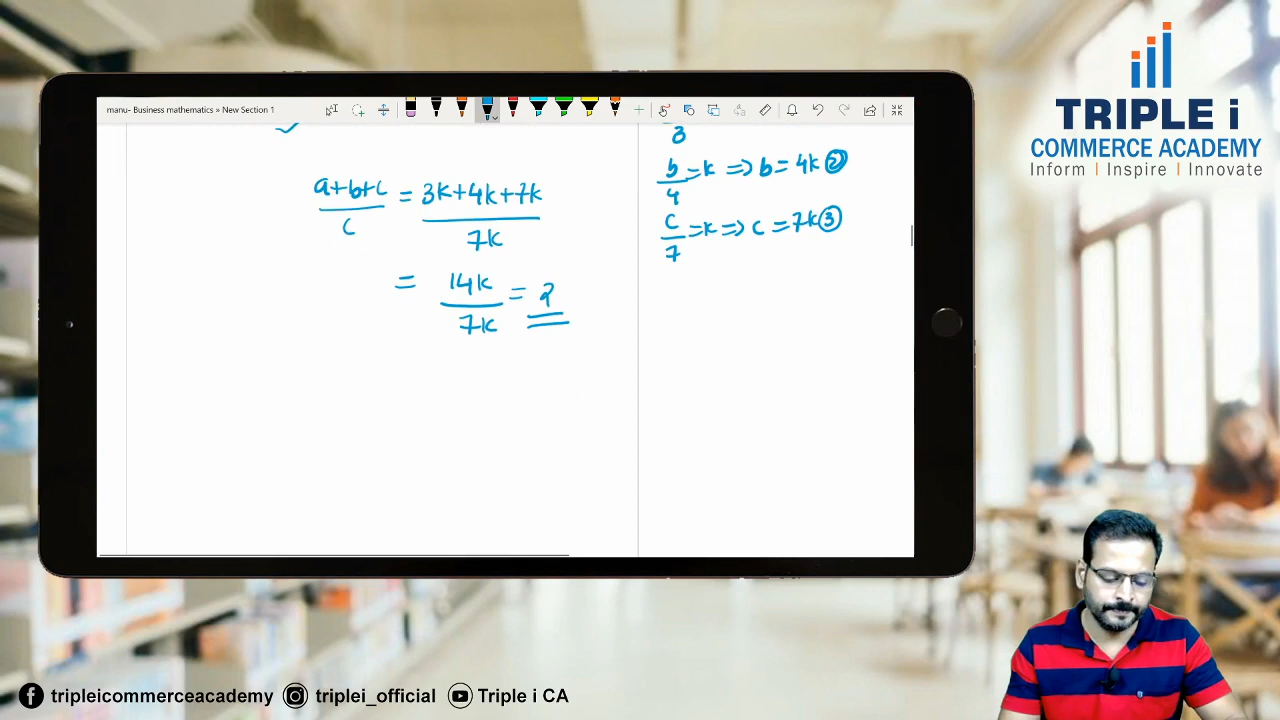 TRIPLE i
COMMERCE ACADEMY
Inform | Inspire | Innovate
manu- Business mathematics » New Section 1
a+b+c / c = 3k+4k+7k / 7k
= 14k / 7k = 2
3
b/4 = k => b = 4k ②
c/7 = k => c = 7k ③
tripleicommerceacademy triplei_official Triple i CA